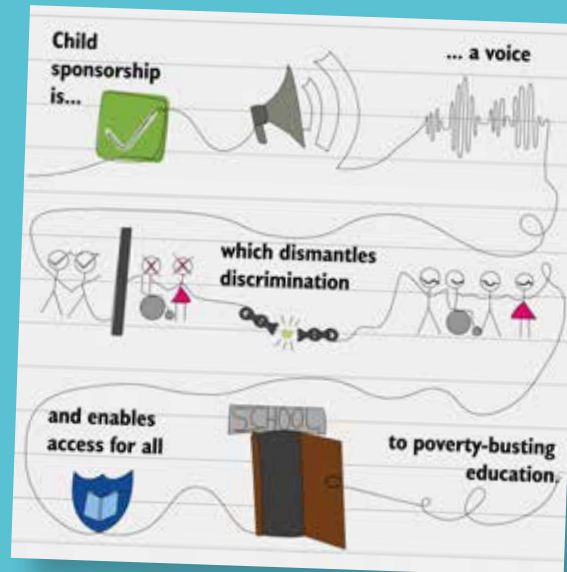 Child
sponsorship
is...
... a voice
which dismantles
discrimination
and enables
access for all
SCHOOL
to poverty-busting
education.